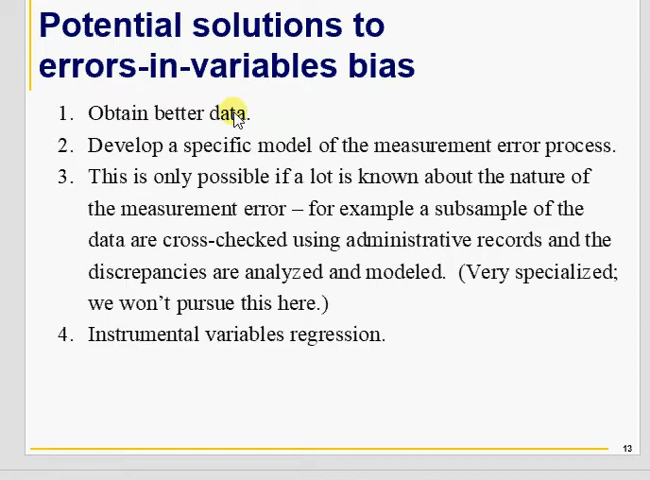 Potential solutions to
errors-in-variables bias
1. Obtain better data.
2. Develop a specific model of the measurement error process.
3. This is only possible if a lot is known about the nature of
the measurement error – for example a subsample of the
data are cross-checked using administrative records and the
discrepancies are analyzed and modeled. (Very specialized;
we won’t pursue this here.)
4. Instrumental variables regression.
13